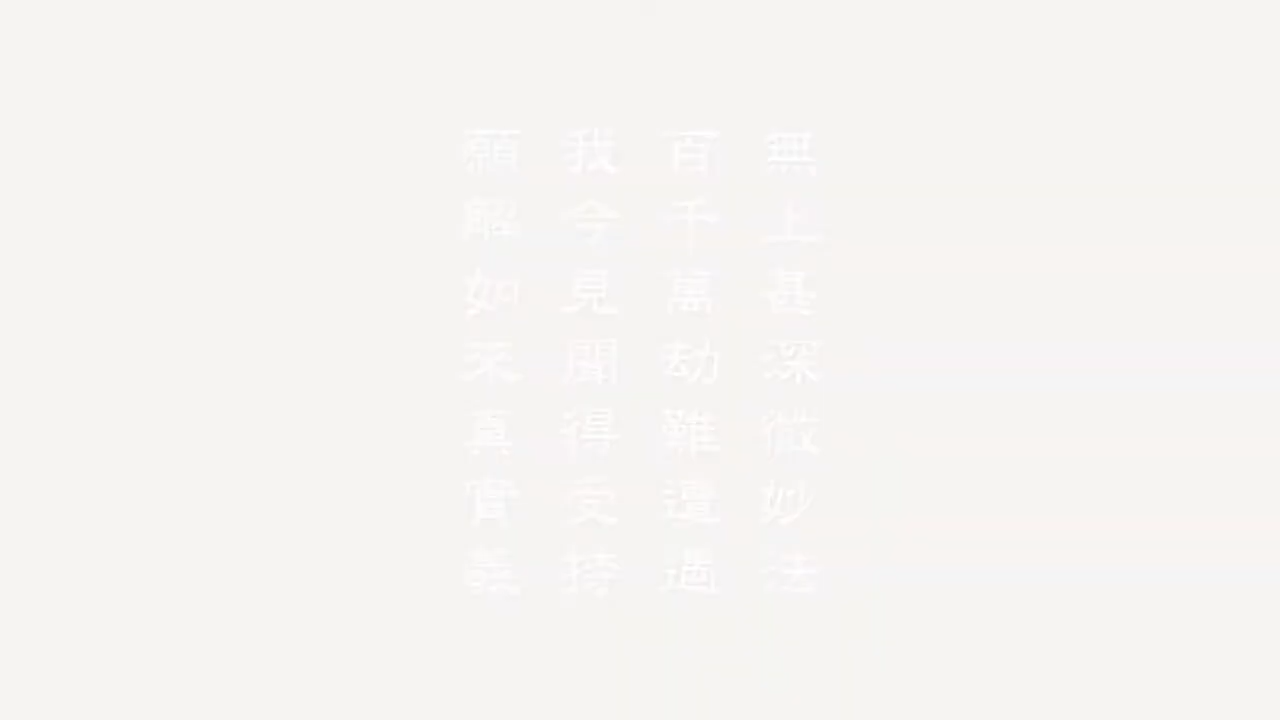 無上甚深微妙法
百千萬劫難遭遇
我今見聞得受持
願解如来真實義